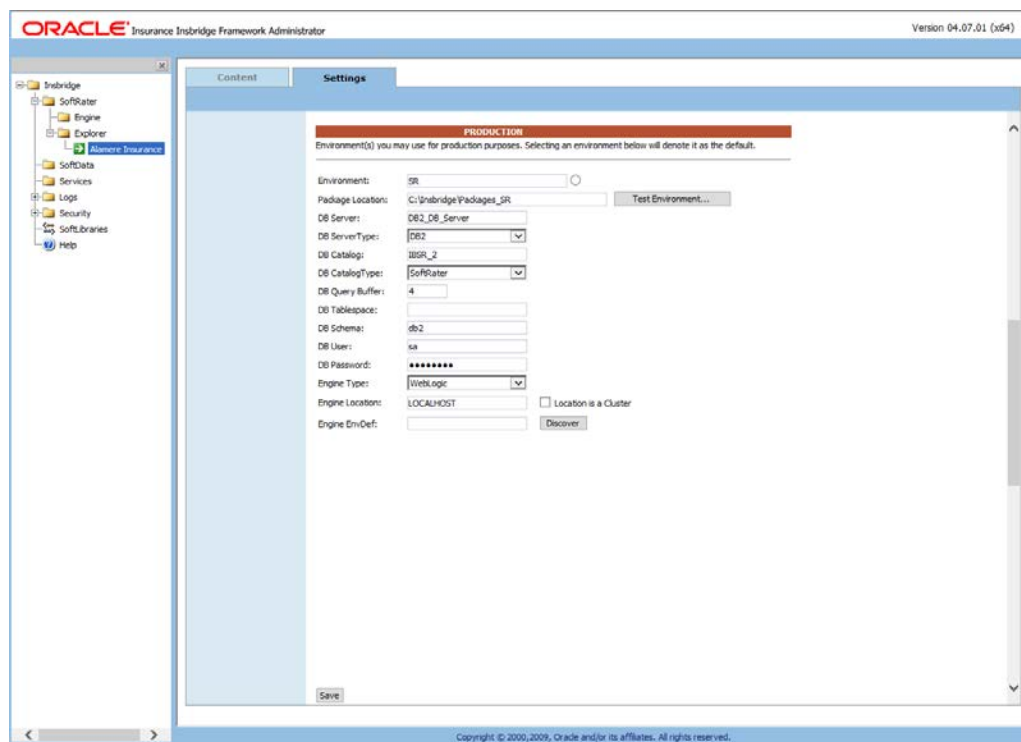 ORACLE® Insurance Insbridge Framework Administrator
Version 04.07.01 (x64)
Insbridge
SoftRater
Engine
Explorer
Alamere Insurance
SoftData
Services
Logs
Security
SoftLibraries
Help
Content
Settings
PRODUCTION
Environment(s) you may use for production purposes. Selecting an environment below will denote it as the default.
Environment: SR
Package Location: C:\Insbridge\Packages_SR Test Environment...
DB Server: DB2_DB_Server
DB ServerType: DB2
DB Catalog: IBSR_2
DB CatalogType: SoftRater
DB Query Buffer: 4
DB Tablespace:
DB Schema: db2
DB User: sa
DB Password: ●●●●●●●●
Engine Type: WebLogic
Engine Location: LOCALHOST Location is a Cluster
Engine EnvDef: Discover
Save
Copyright © 2000,2009, Oracle and/or its affiliates. All rights reserved.